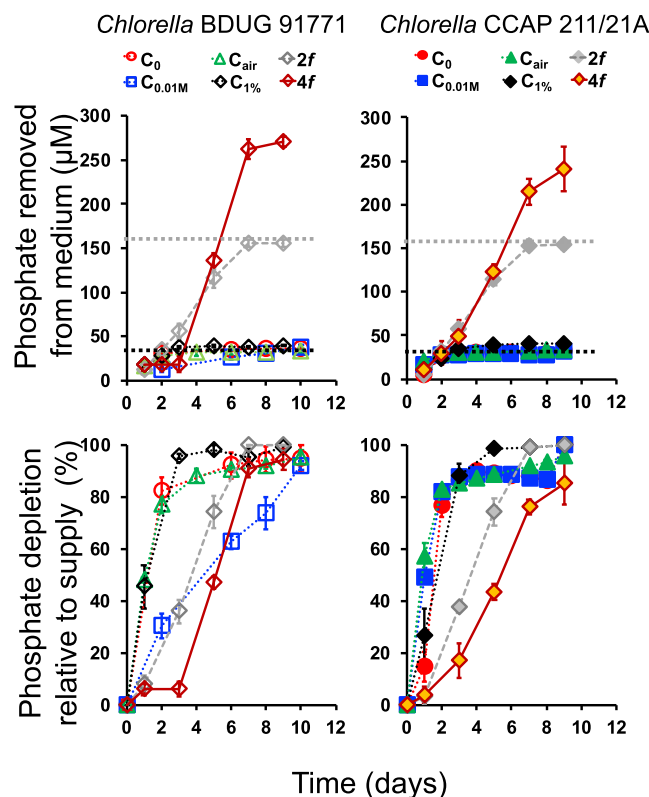 Chlorella BDUG 91771
Chlorella CCAP 211/21A
C0 Cair 2f
C0.01M C1% 4f
C0 Cair 2f
C0.01M C1% 4f
Phosphate removed
from medium (µM)
300
250
200
150
100
50
0
0 2 4 6 8 10 12
300
250
200
150
100
50
0
0 2 4 6 8 10 12
Phosphate depletion
relative to supply (%)
100
80
60
40
20
0
0 2 4 6 8 10 12
100
80
60
40
20
0
0 2 4 6 8 10 12
Time (days)